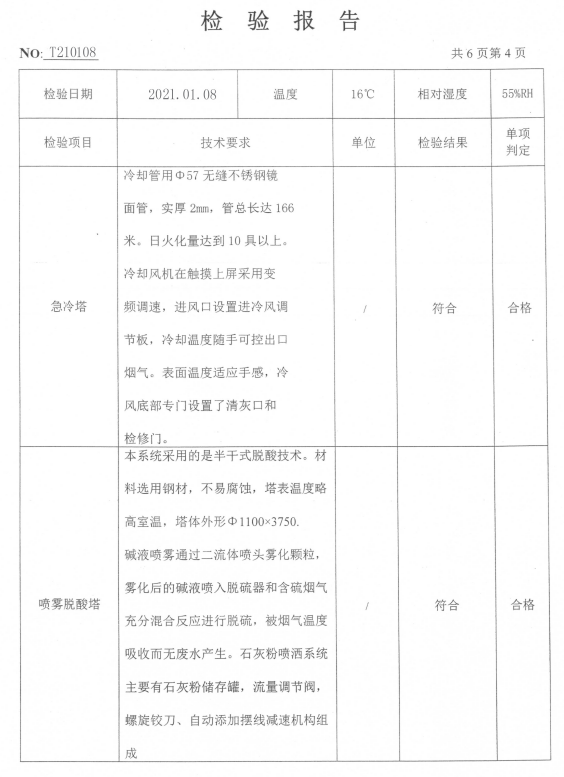 检验报告
NO: T210108
共 6 页第 4 页
检验日期 2021.01.08 温度 16℃ 相对湿度 55%RH
检验项目 技术要求 单位 检验结果 单项
判定
冷却管用Φ57 无缝不锈钢镜
面管，实厚 2mm，管总长达 166
米。日火化量达到 10 具以上。
冷却风机在触摸上屏采用变
频调速，进风口设置进冷风调
急冷塔 / 符合 合格
节板，冷却温度随手可控出口
烟气。表面温度适应手感，冷
风底部专门设置了清灰口和
检修门。
本系统采用的是半干式脱酸技术。材
料选用钢材，不易腐蚀，塔表温度略
高室温，塔体外形Φ1100×3750.
碱液喷雾通过二流体喷头雾化颗粒，
雾化后的碱液喷入脱硫器和含硫烟气
喷雾脱酸塔 / 符合 合格
充分混合反应进行脱硫，被烟气温度
吸收而无废水产生。石灰粉喷洒系统
主要有石灰粉储存罐，流量调节阀，
螺旋铰刀、自动添加摆线减速机构组
成